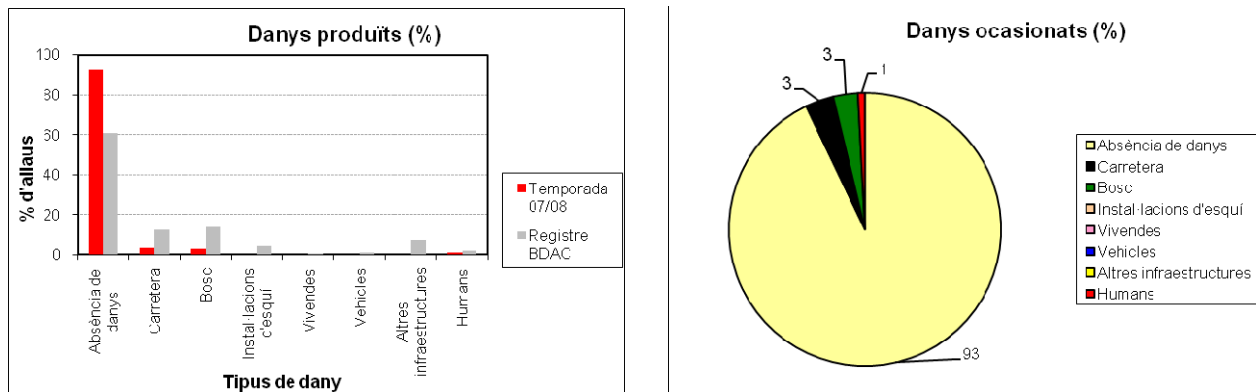 Danys produïts (%)
100
80
60
40
20
0
% d'allaus
Absència de
danys
Carretera
Bosc
Instal·lacions
d'esquí
Vivendes
Vehicles
Altres
infraestructures
Humans
Tipus de dany
Temporada
07/08
Registre
BDAC
Danys ocasionats (%)
3
3
1
93
Absència de danys
Carretera
Bosc
Instal·lacions d'esquí
Vivendes
Vehicles
Altres infraestructures
Humans